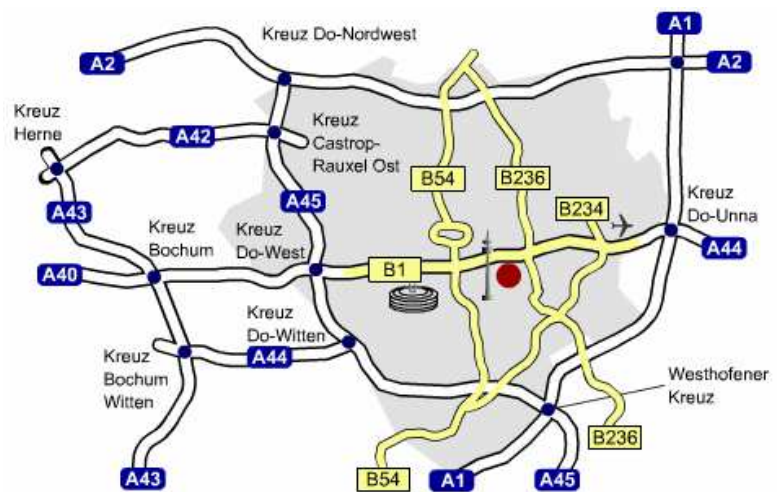 A1
Kreuz Do-Nordwest
A2
A2
Kreuz
Herne
A42
Kreuz
Castrop-
Rauxel Ost
B54
B236
A43
A45
B234
Kreuz
Do-Unna
Kreuz
Bochum
Kreuz
Do-West
A44
A40
B1
Kreuz
Do-Witten
Kreuz
Bochum
Witten
A44
Westhofener
Kreuz
B236
A43
B54
A1
A45